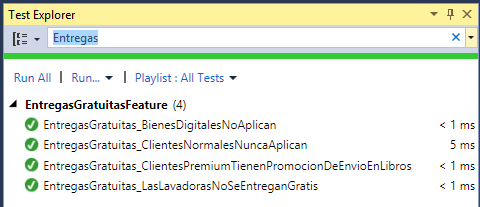 Test Explorer
Entregas
Run All | Run... | Playlist : All Tests
EntregasGratuitasFeature (4)
EntregasGratuitas_BienesDigitalesNoAplican < 1 ms
EntregasGratuitas_ClientesNormalesNuncaAplican 5 ms
EntregasGratuitas_ClientesPremiumTienenPromocionDeEnvioEnLibros < 1 ms
EntregasGratuitas_LasLavadorasNoSeEntreganGratis < 1 ms